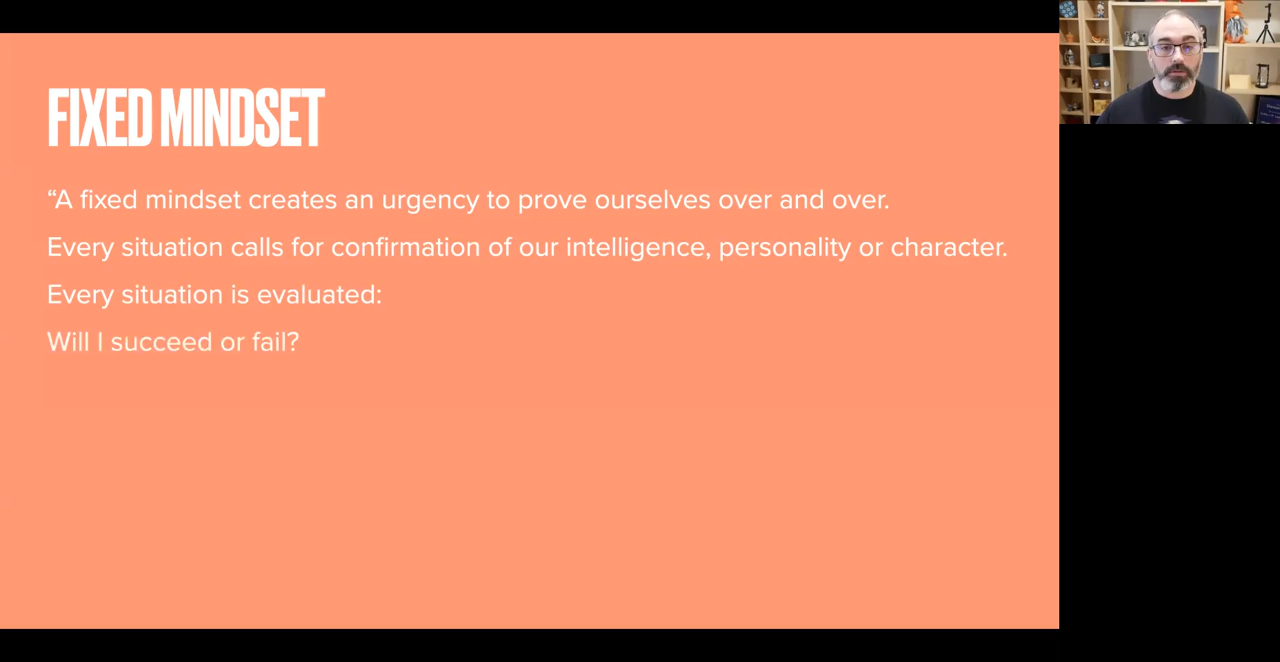 FIXED MINDSET
“A fixed mindset creates an urgency to prove ourselves over and over.
Every situation calls for confirmation of our intelligence, personality or character.
Every situation is evaluated:
Will I succeed or fail?